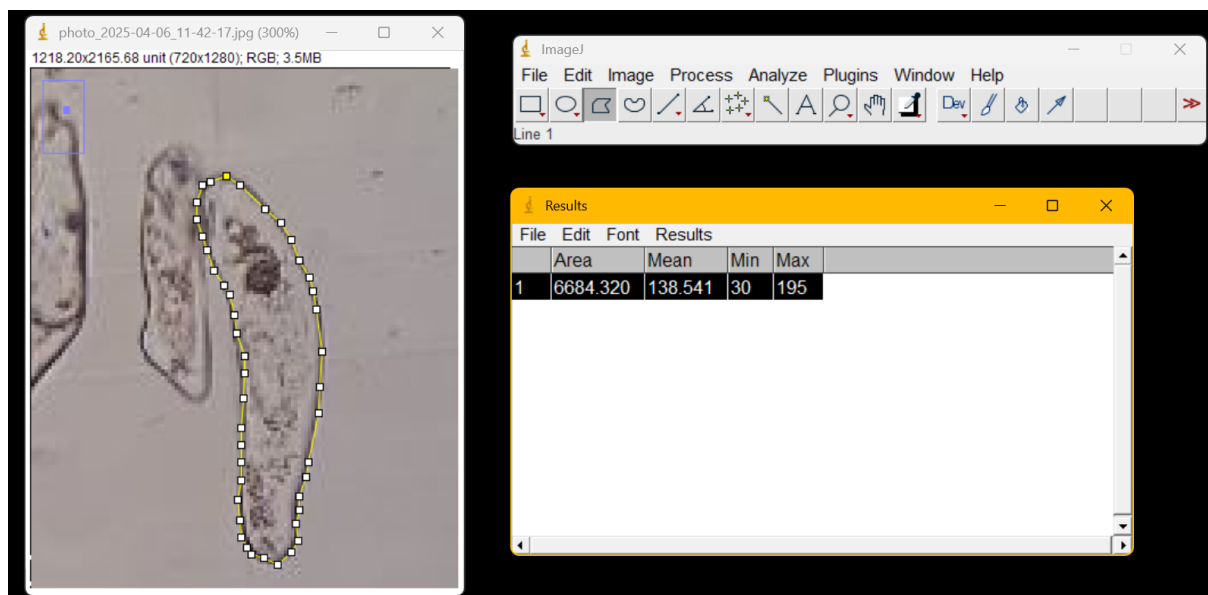 photo_2025-04-06_11-42-17.jpg (300%)
1218.20x2165.68 unit (720x1280); RGB; 3.5MB
ImageJ
File Edit Image Process Analyze Plugins Window Help
A Dev
Line 1
Results
File Edit Font Results
Area Mean Min Max
1 6684.320 138.541 30 195